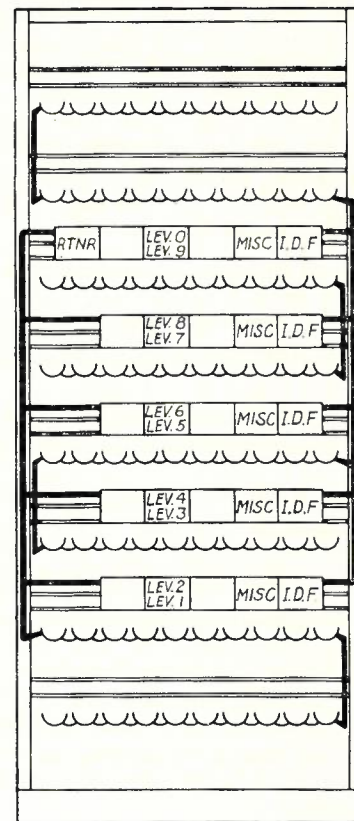 RTNR LEV. 0 MISC I.D.F
LEV. 9
LEV. 8 MISC I.D.F
LEV. 7
LEV. 6 MISC I.D.F
LEV. 5
LEV. 4 MISC I.D.F
LEV. 3
LEV. 2 MISC I.D.F
LEV. 1